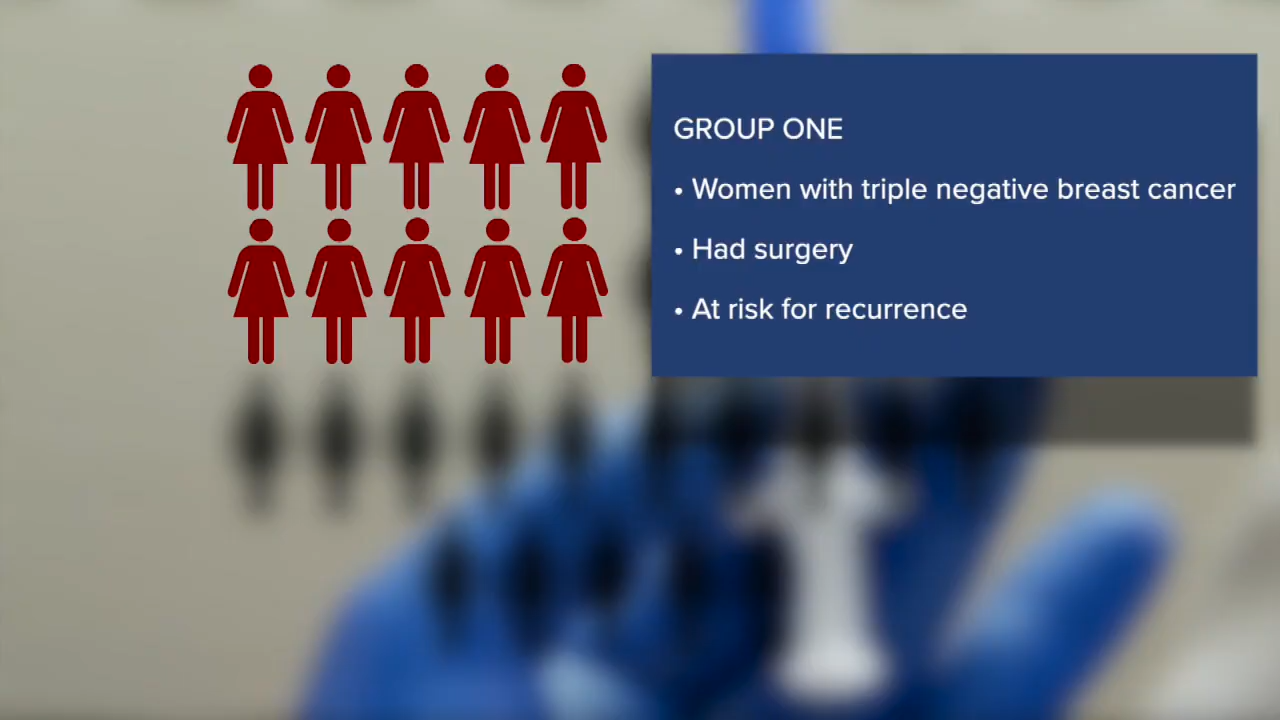 GROUP ONE
• Women with triple negative breast cancer
• Had surgery
• At risk for recurrence